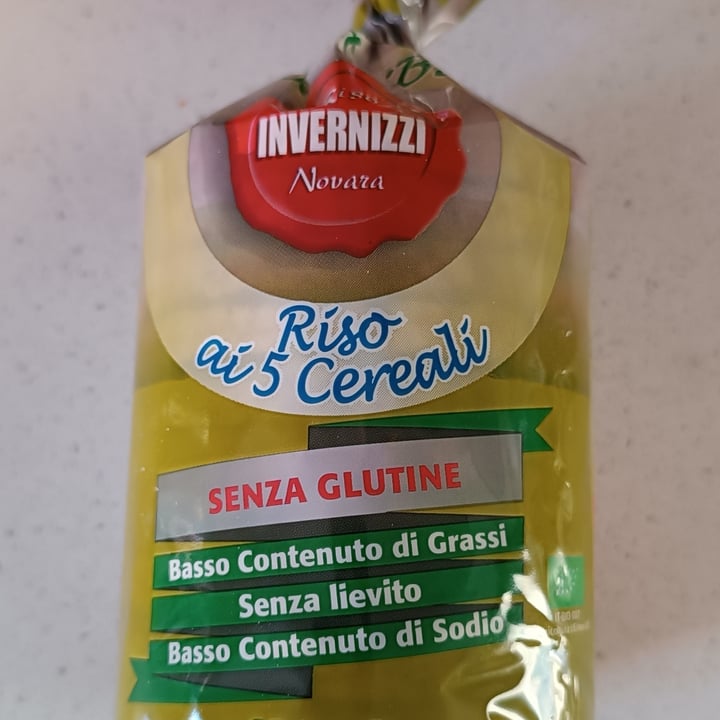 INVERNIZZI
Novara
Riso
ai 5 Cereali
SENZA GLUTINE
Basso Contenuto di Grassi
Senza lievito
Basso Contenuto di Sodio